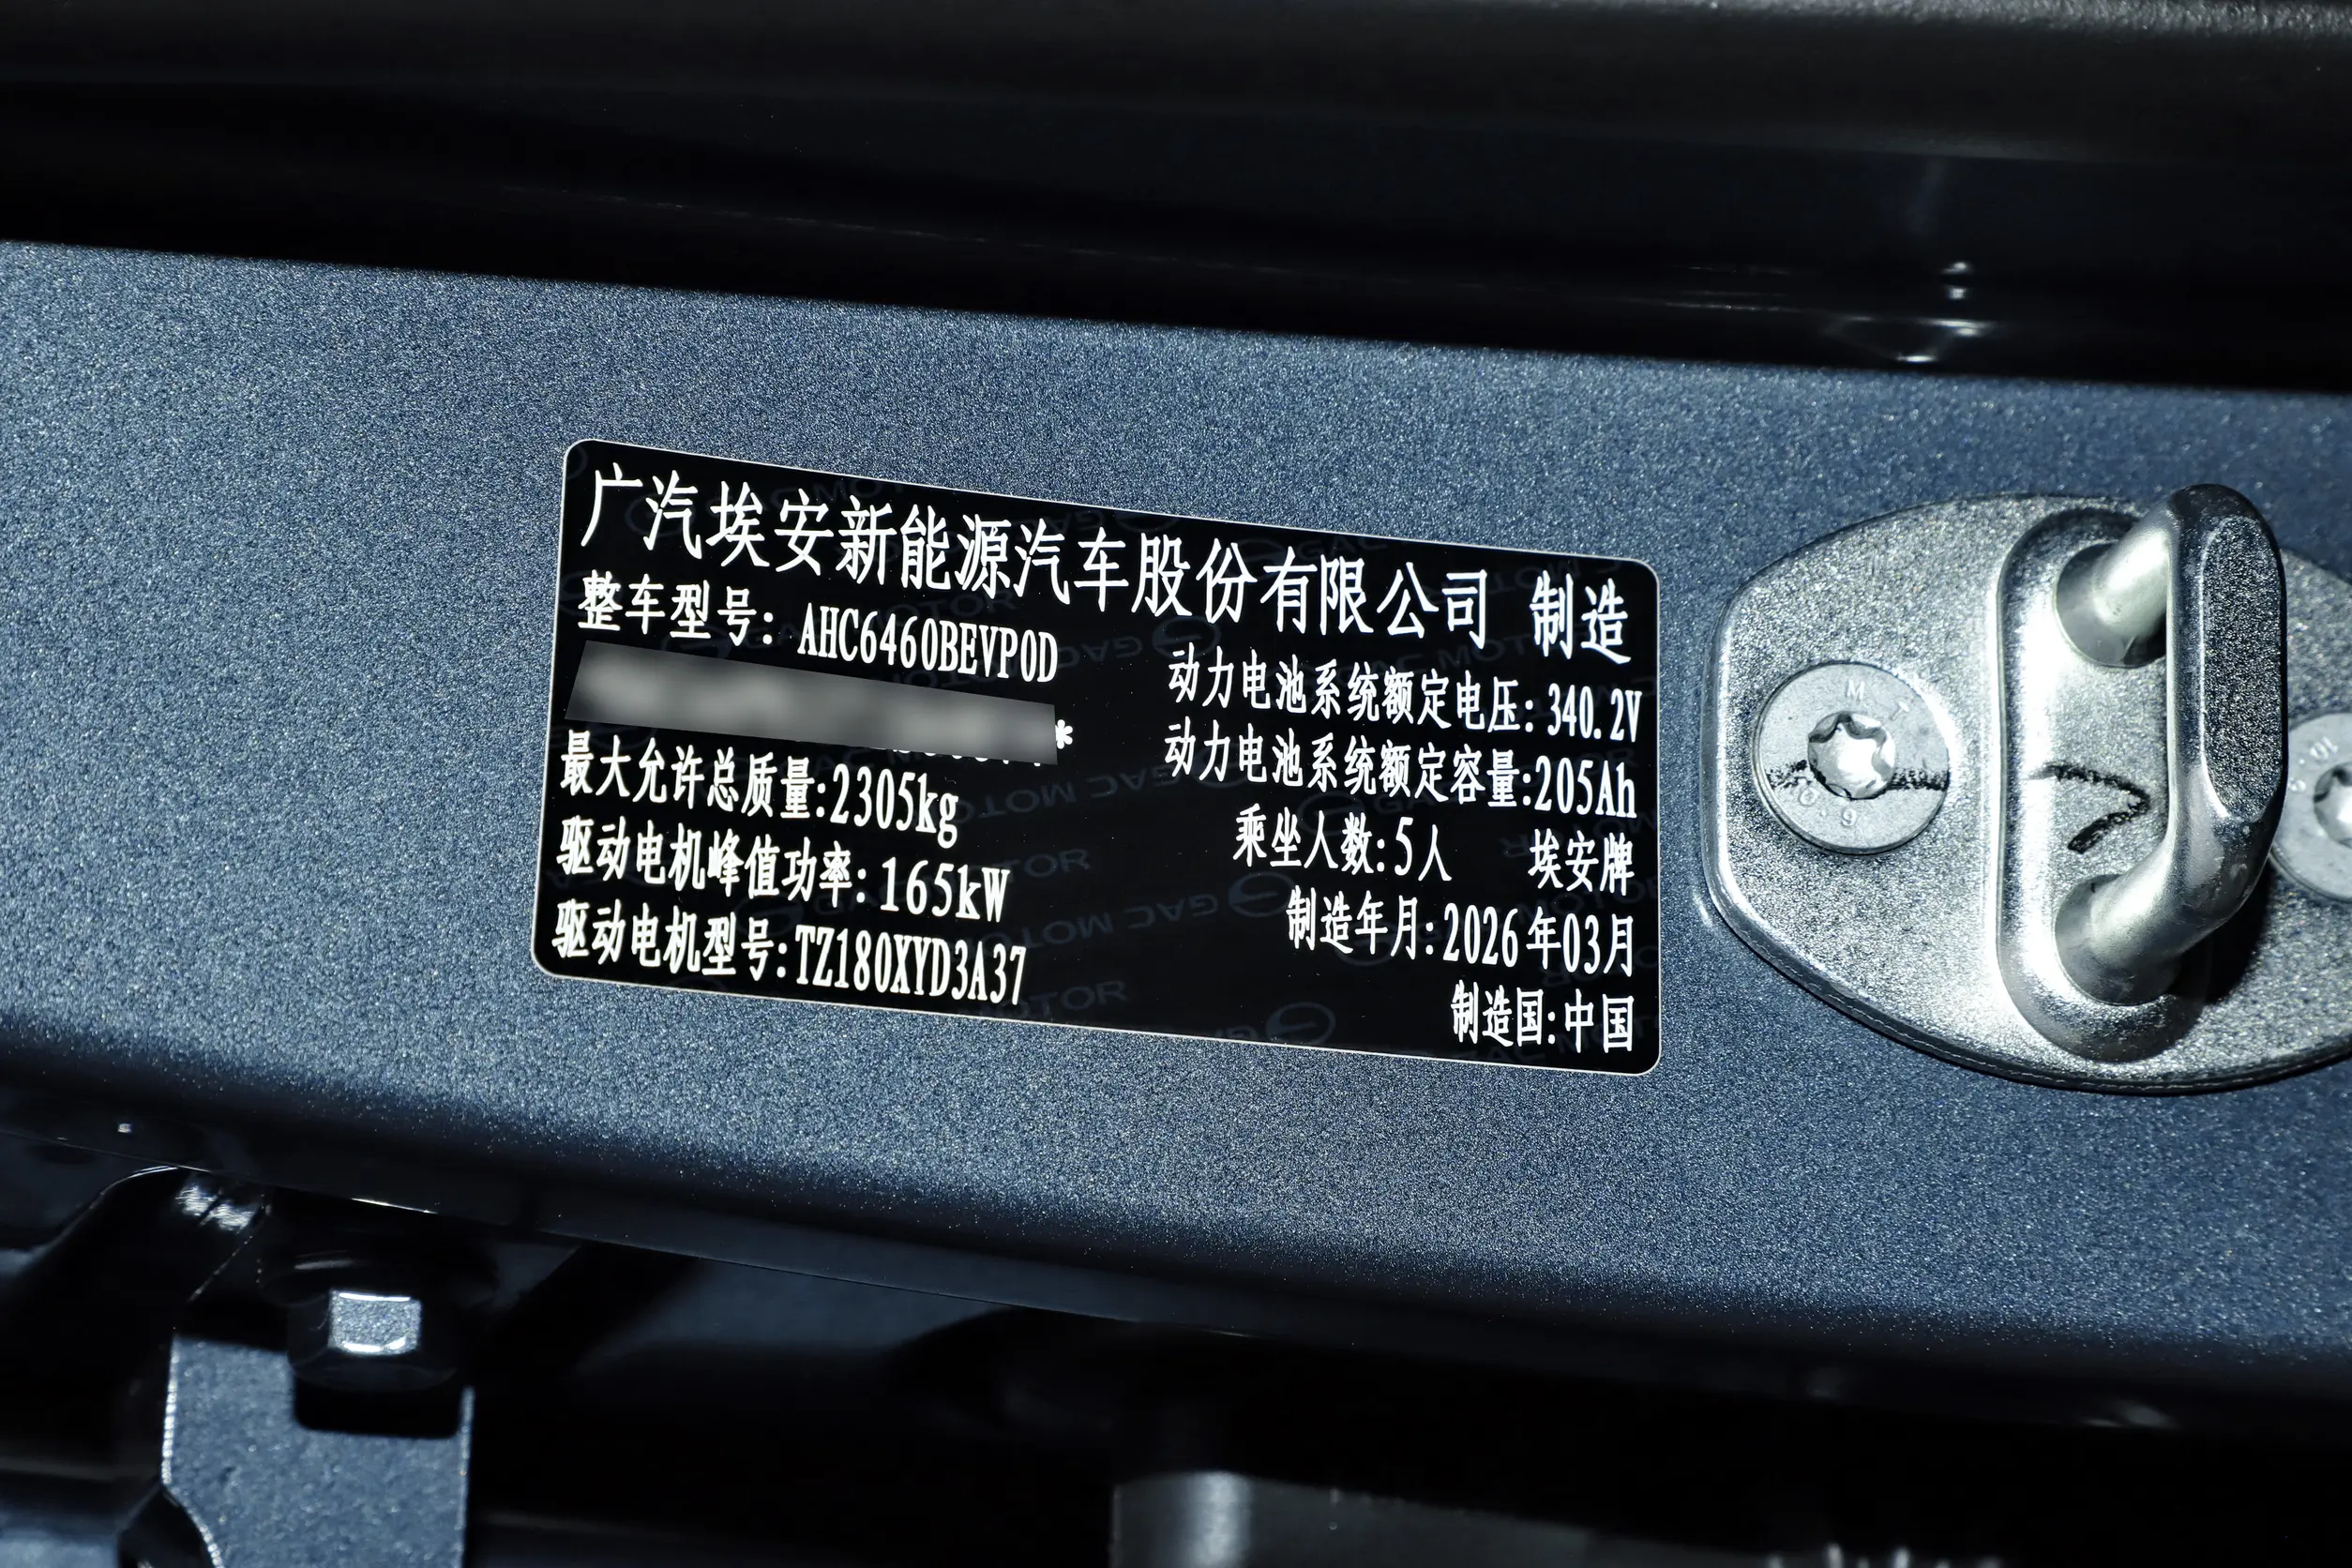 广汽埃安新能源汽车股份有限公司 制造
整车型号: AHC6460BEVP0D
*
最大允许总质量:2305kg
驱动电机峰值功率: 165kW
驱动电机型号:TZ180XYD3A37
动力电池系统额定电压: 340.2V
动力电池系统额定容量:205Ah
乘坐人数:5人 埃安牌
制造年月:2026年03月
制造国:中国